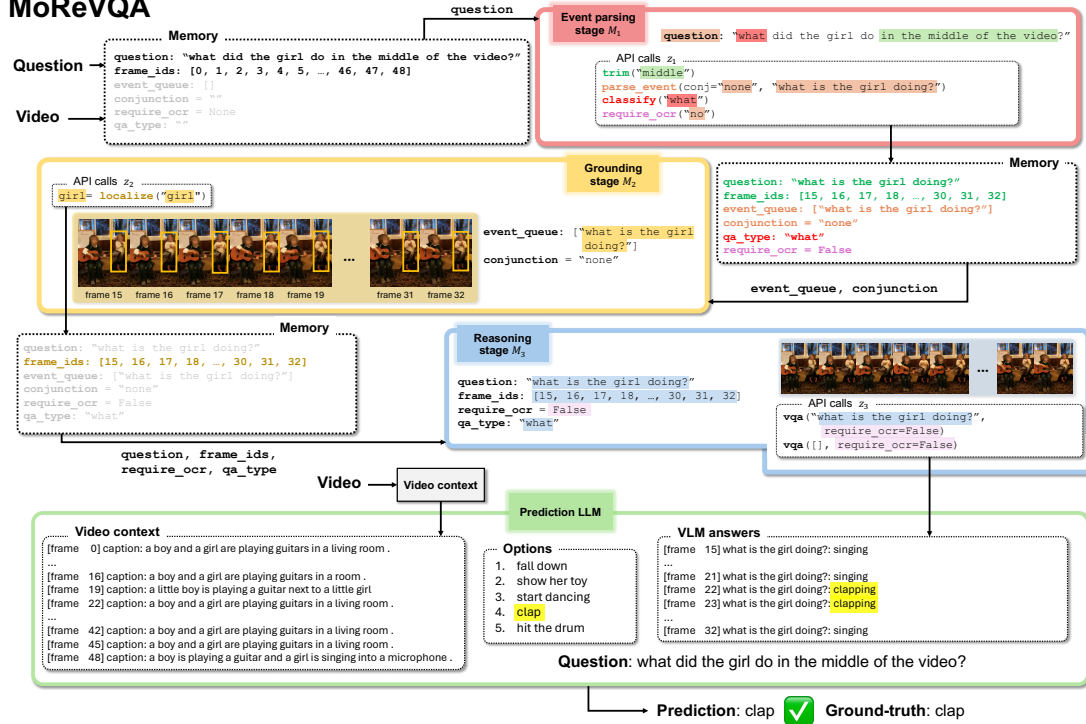 MoReVQA
question
Memory
Question
question: "what did the girl do in the middle of the video?"
frame_ids: [0, 1, 2, 3, 4, 5, …, 46, 47, 48]
event_queue: []
conjunction = ""
require_ocr = None
qa_type: ""
Video
Event parsing
stage M1
question: "what did the girl do in the middle of the video?"
API calls z1
trim("middle")
parse_event(conj="none", "what is the girl doing?")
classify("what")
require_ocr("no")
Memory
question: "what is the girl doing?"
frame_ids: [15, 16, 17, 18, …, 30, 31, 32]
event_queue: ["what is the girl doing?"]
conjunction = "none"
qa_type: "what"
require_ocr = False
event_queue, conjunction
Grounding
stage M2
API calls z2
girl= localize("girl")
event_queue: ["what is the girl
doing?"]
conjunction = "none"
...
frame 15 frame 16 frame 17 frame 18 frame 19 frame 31 frame 32
Memory
question: "what is the girl doing?"
frame_ids: [15, 16, 17, 18, …, 30, 31, 32]
event_queue: ["what is the girl doing?"]
conjunction = "none"
require_ocr = False
qa_type: "what"
question, frame_ids,
require_ocr, qa_type
Reasoning
stage M3
question: "what is the girl doing?"
frame_ids: [15, 16, 17, 18, …, 30, 31, 32]
require_ocr = False
qa_type: "what"
...
API calls z3
vqa("what is the girl doing?",
require_ocr=False)
vqa([], require_ocr=False)
Video
Video context
Prediction LLM
Video context
[frame 0] caption: a boy and a girl are playing guitars in a living room .
...
[frame 16] caption: a boy and a girl are playing guitars in a room .
[frame 19] caption: a little boy is playing a guitar next to a little girl
[frame 22] caption: a boy and a girl are playing guitars in a living room .
...
[frame 42] caption: a boy and a girl are playing guitars in a living room .
[frame 45] caption: a boy and a girl are playing guitars in a living room .
[frame 48] caption: a boy is playing a guitar and a girl is singing into a microphone .
Options
1. fall down
2. show her toy
3. start dancing
4. clap
5. hit the drum
VLM answers
[frame 15] what is the girl doing?: singing
...
[frame 21] what is the girl doing?: singing
[frame 22] what is the girl doing?: clapping
[frame 23] what is the girl doing?: clapping
...
[frame 32] what is the girl doing?: singing
Question: what did the girl do in the middle of the video?
Prediction: clap ✅ Ground-truth: clap